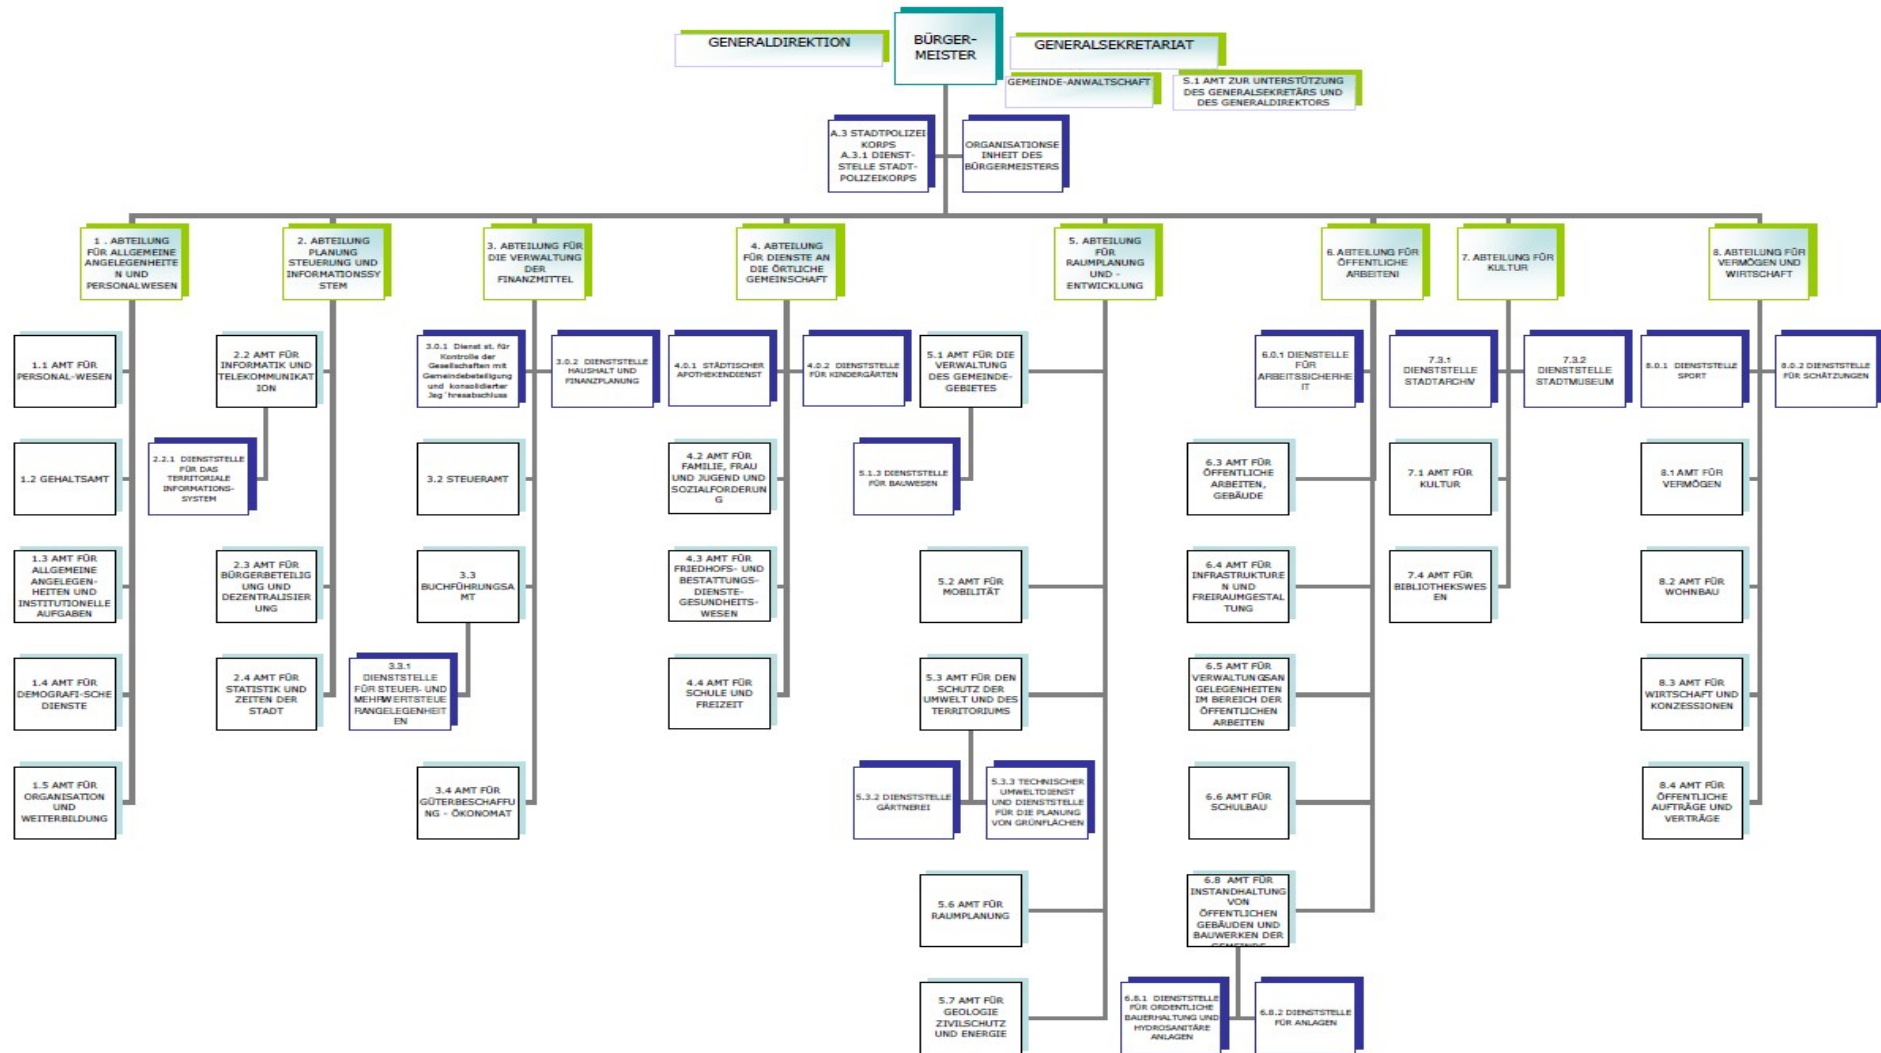 GENERALDIREKTION
BÜRGER-
MEISTER
GENERALSEKRETARIAT
GEMEINDE-ANWALTSCHAFT
S.1 AMT ZUR UNTERSTÜTZUNG
DES GENERALSEKRETÄRS UND
DES GENERALDIREKTORS
A.3 STADTPOLIZEI
KORPS
A.3.1 DIENST-
STELLE STADT-
POLIZEIKORPS
ORGANISATIONSE
INHEIT DES
BÜRGERMEISTERS
1 . ABTEILUNG
FÜR ALLGEMEINE
ANGELEGENHEITE
N UND
PERSONALWESEN
2. ABTEILUNG
PLANUNG
STEUERUNG UND
INFORMATIONSSY
STEM
3. ABTEILUNG FÜR
DIE VERWALTUNG
DER
FINANZMITTEL
4. ABTEILUNG
FÜR DIENSTE AN
DIE ÖRTLICHE
GEMEINSCHAFT
5. ABTEILUNG
FÜR
RAUMPLANUNG
UND -
ENTWICKLUNG
6. ABTEILUNG FÜR
ÖFFENTLICHE
ARBEITENI
7. ABTEILUNG FÜR
KULTUR
8. ABTEILUNG FÜR
VERMÖGEN UND
WIRTSCHAFT
1.1 AMT FÜR
PERSONAL-WESEN
2.2 AMT FÜR
INFORMATIK UND
TELEKOMMUNIKAT
ION
3.0.1 Dienst st. für
Kontrolle der
Gesellschaften mit
Gemeindebeteiligung
und konsolidierter
Jag´hresabschluss
3.0.2 DIENSTSTELLE
HAUSHALT UND
FINANZPLANUNG
4.0.1 STÄDTISCHER
APOTHEKENDIENST
4.0.2 DIENSTSTELLE
FÜR KINDERGÄRTEN
5.1 AMT FÜR DIE
VERWALTUNG
DES GEMEINDE-
GEBIETES
6.0.1 DIENSTELLE
FÜR
ARBEITSSICHERHE
IT
7.3.1
DIENSTSTELLE
STADTARCHIV
7.3.2
DIENSTSTELLE
STADTMUSEUM
8.0.1 DIENSTSTELLE
SPORT
8.0.2 DIENSTSTELLE
FÜR SCHÄTZUNGEN
1.2 GEHALTSAMT
2.2.1 DIENSTSTELLE
FÜR DAS
TERRITORIALE
INFORMATIONS-
SYSTEM
3.2 STEUERAMT
4.2 AMT FÜR
FAMILIE, FRAU
UND JUGEND UND
SOZIALFORDERUN
G
5.1.3 DIENSTSTELLE
FÜR BAUWESEN
6.3 AMT FÜR
ÖFFENTLICHE
ARBEITEN,
GEBÄUDE
7.1 AMT FÜR
KULTUR
8.1 AMT FÜR
VERMÖGEN
1.3 AMT FÜR
ALLGEMEINE
ANGELEGEN-
HEITEN UND
INSTITUTIONELLE
AUFGABEN
2.3 AMT FÜR
BÜRGERBETEILIG
UNG UND
DEZENTRALISIER
UNG
3.3
BUCHFÜHRUNGSA
MT
4.3 AMT FÜR
FRIEDHOFS- UND
BESTATTUNGS-
DIENSTE-
GESUNDHEITS-
WESEN
5.2 AMT FÜR
MOBILITÄT
6.4 AMT FÜR
INFRASTRUKTURE
N UND
FREIRAUMGESTAL
TUNG
7.4 AMT FÜR
BIBLIOTHEKSWES
EN
8.2 AMT FÜR
WOHNBAU
1.4 AMT FÜR
DEMOGRAFI-SCHE
DIENSTE
2.4 AMT FÜR
STATISTIK UND
ZEITEN DER
STADT
3.3.1
DIENSTSTELLE
FÜR STEUER- UND
MEHRWERTSTEUE
RANGELEGENHEIT
EN
4.4 AMT FÜR
SCHULE UND
FREIZEIT
5.3 AMT FÜR DEN
SCHUTZ DER
UMWELT UND DES
TERRITORIUMS
6.5 AMT FÜR
VERWALTUNGSAN
GELEGENHEITEN
IM BEREICH DER
ÖFFENTLICHEN
ARBEITEN
8.3 AMT FÜR
WIRTSCHAFT UND
KONZESSIONEN
1.5 AMT FÜR
ORGANISATION
UND
WEITERBILDUNG
3.4 AMT FÜR
GÜTERBESCHAFFU
NG - ÖKONOMAT
5.3.2 DIENSTSTELLE
GÄRTNEREI
5.3.3 TECHNISCHER
UMWELTDIENST
UND DIENSTSTELLE
FÜR DIE PLANUNG
VON GRÜNFLÄCHEN
6.6 AMT FÜR
SCHULBAU
8.4 AMT FÜR
ÖFFENTLICHE
AUFTRÄGE UND
VERTRÄGE
5.6 AMT FÜR
RAUMPLANUNG
6.8 AMT FÜR
INSTANDHALTUNG
VON
ÖFFENTLICHEN
GEBÄUDEN UND
BAUWERKEN DER
GEMEINDE
5.7 AMT FÜR
GEOLOGIE
ZIVILSCHUTZ
UND ENERGIE
6.8.1 DIENSTSTELLE
FÜR ORDENTLICHE
BAUERHALTUNG UND
HYDROSANITÄRE
ANLAGEN
6.8.2 DIENSTSTELLE
FÜR ANLAGEN